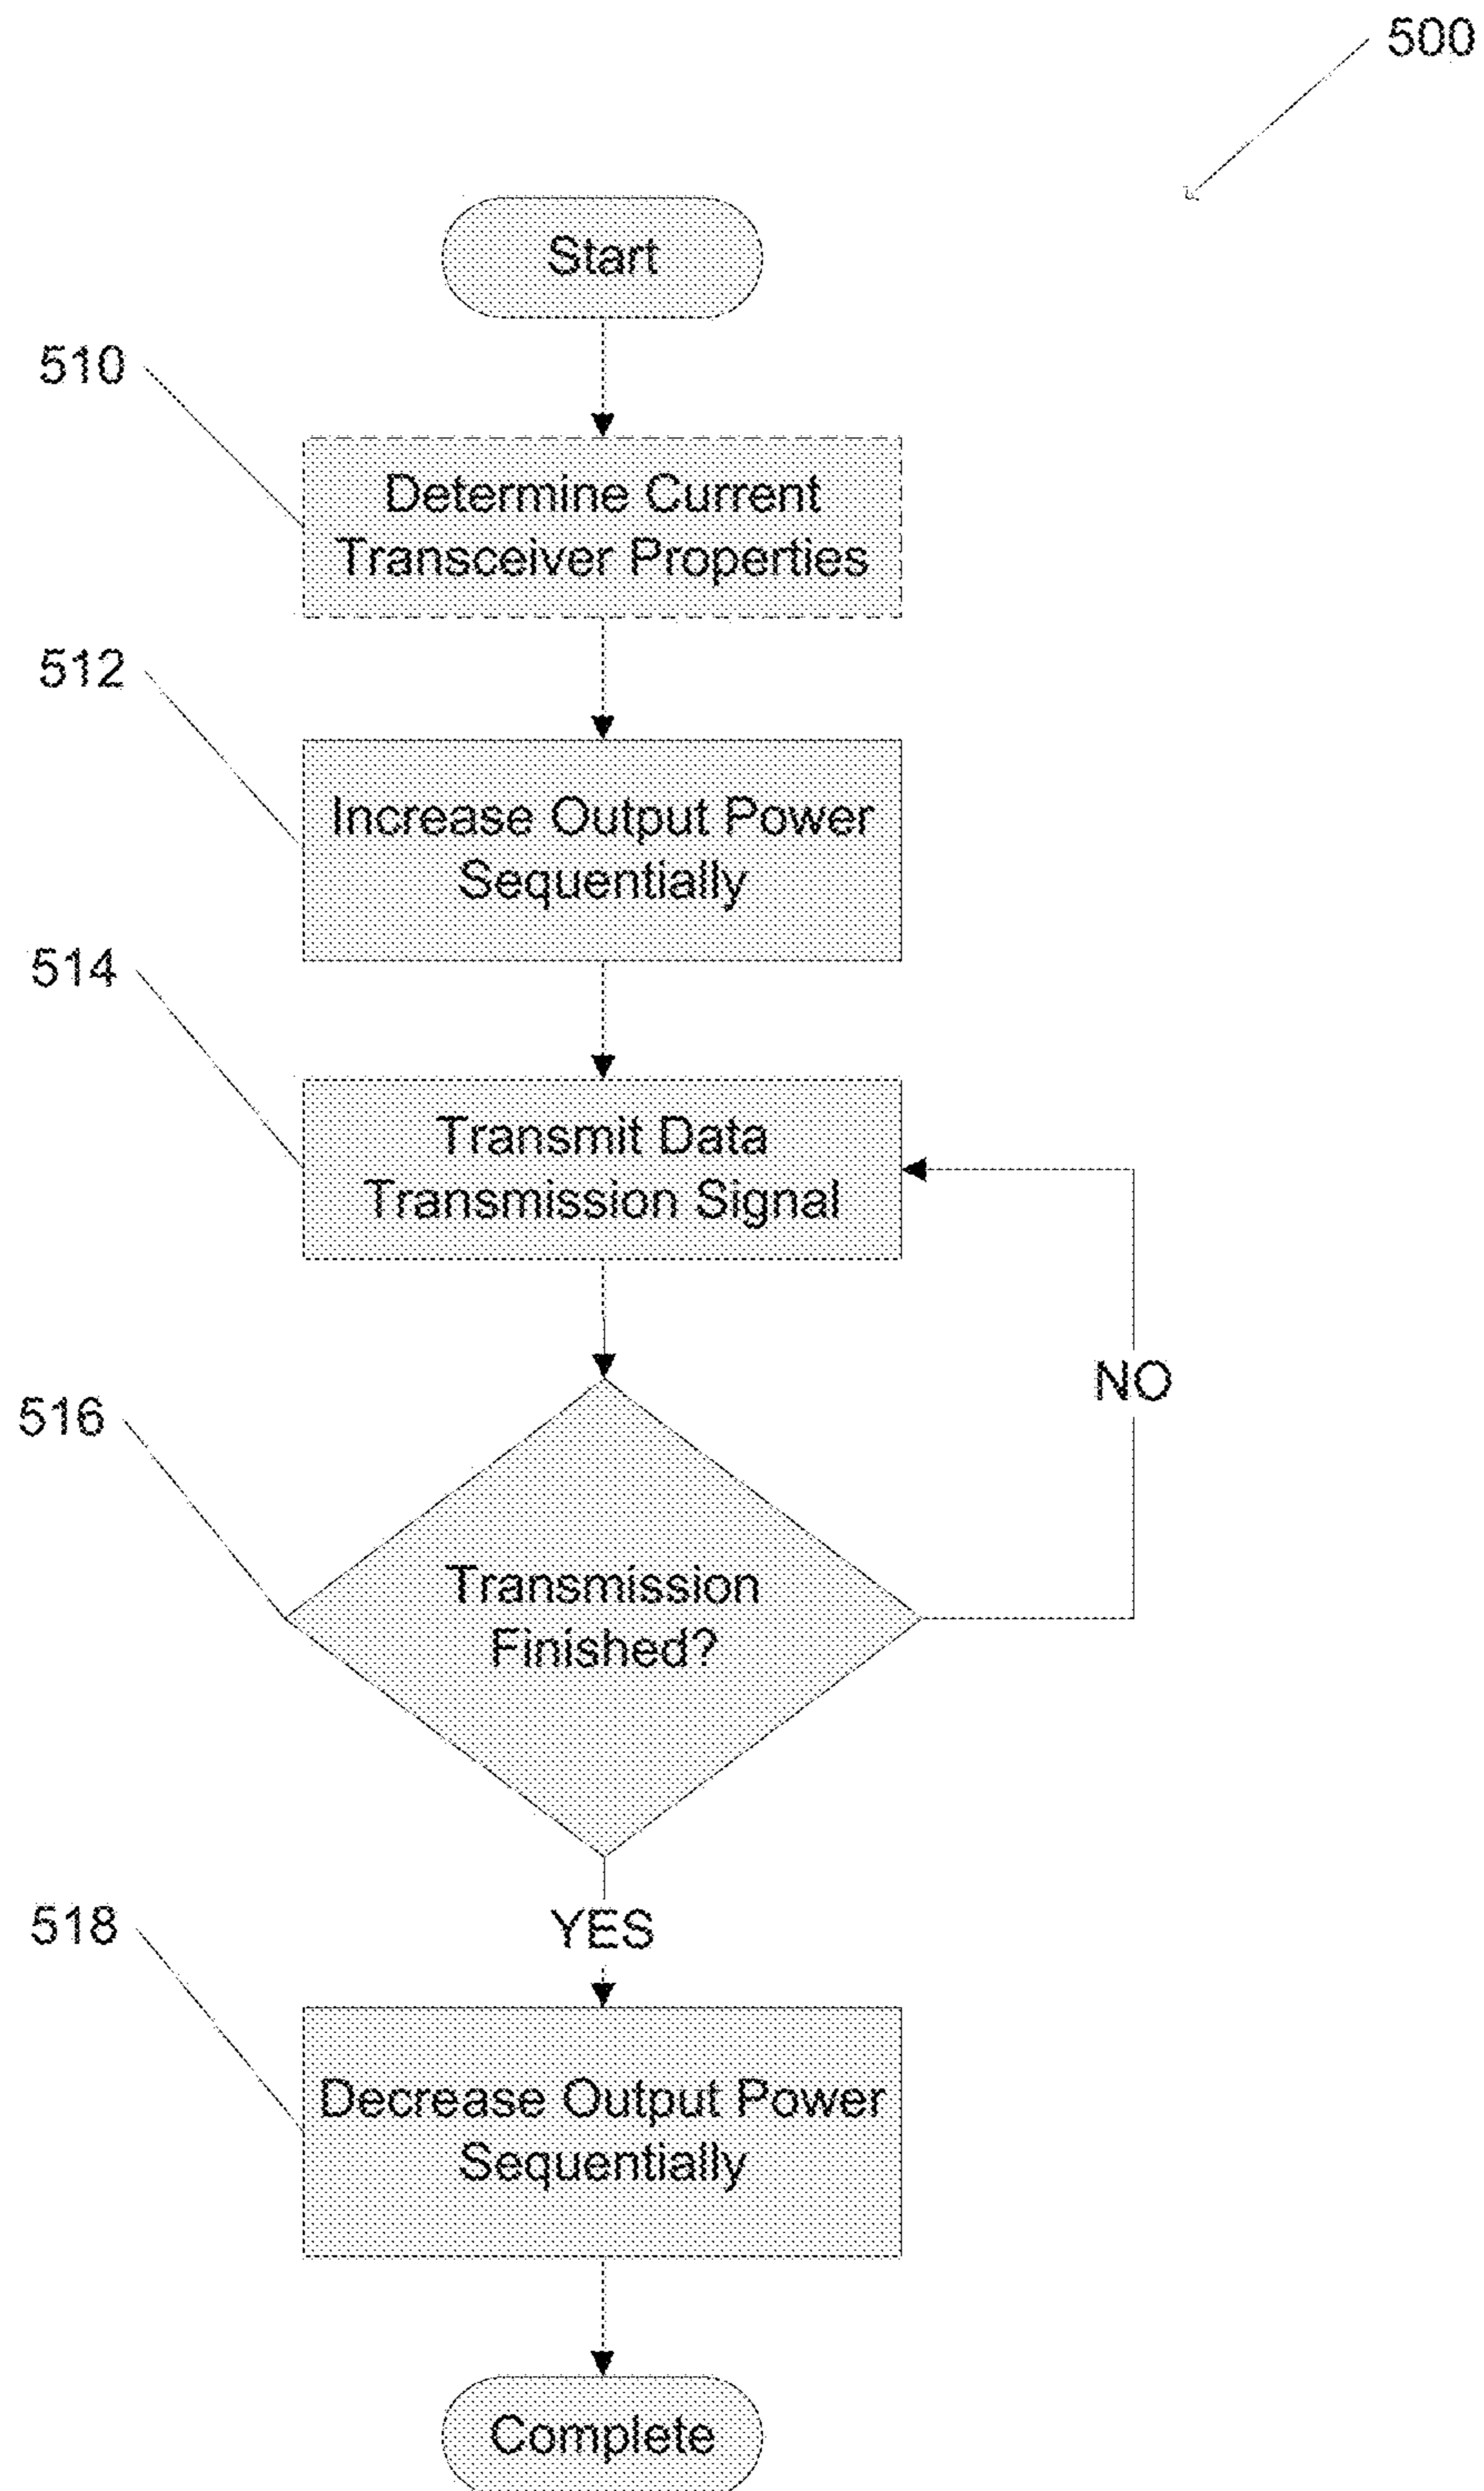 500
Start
510
Determine Current
Transceiver Properties
512
Increase Output Power
Sequentially
514
Transmit Data
Transmission Signal
NO
516
Transmission
Finished?
YES
518
Decrease Output Power
Sequentially
Complete